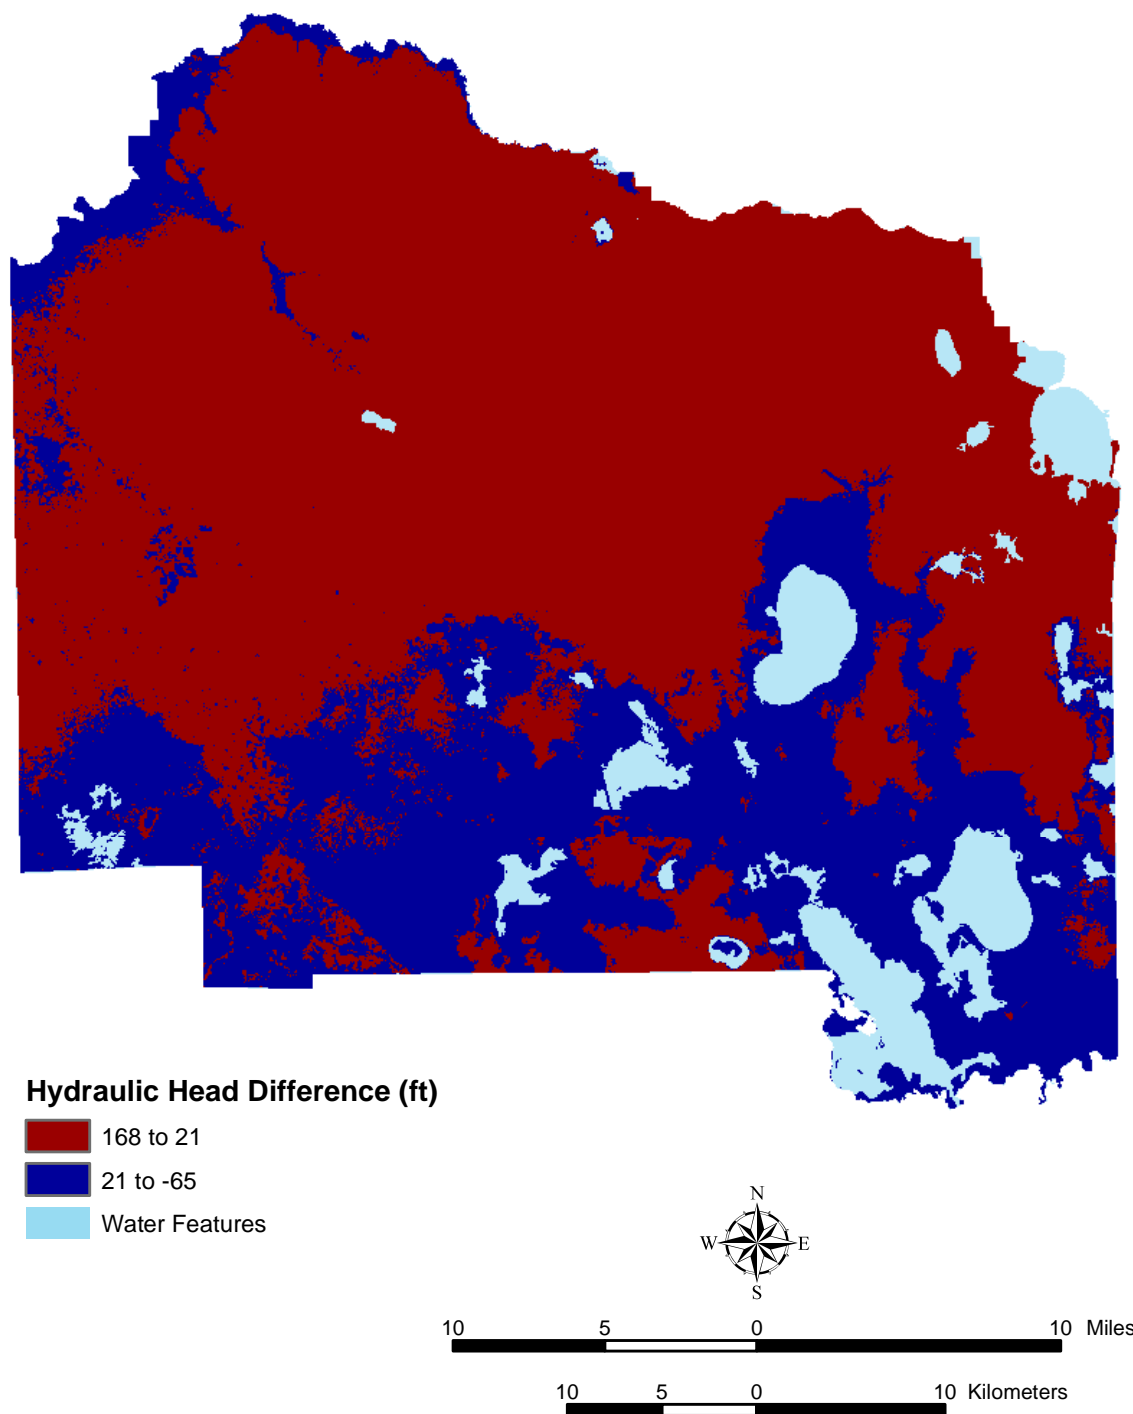 Hydraulic Head Difference (ft)
168 to 21
21 to -65
Water Features
N
W E
S
10 5 0 10 Miles
10 5 0 10 Kilometers